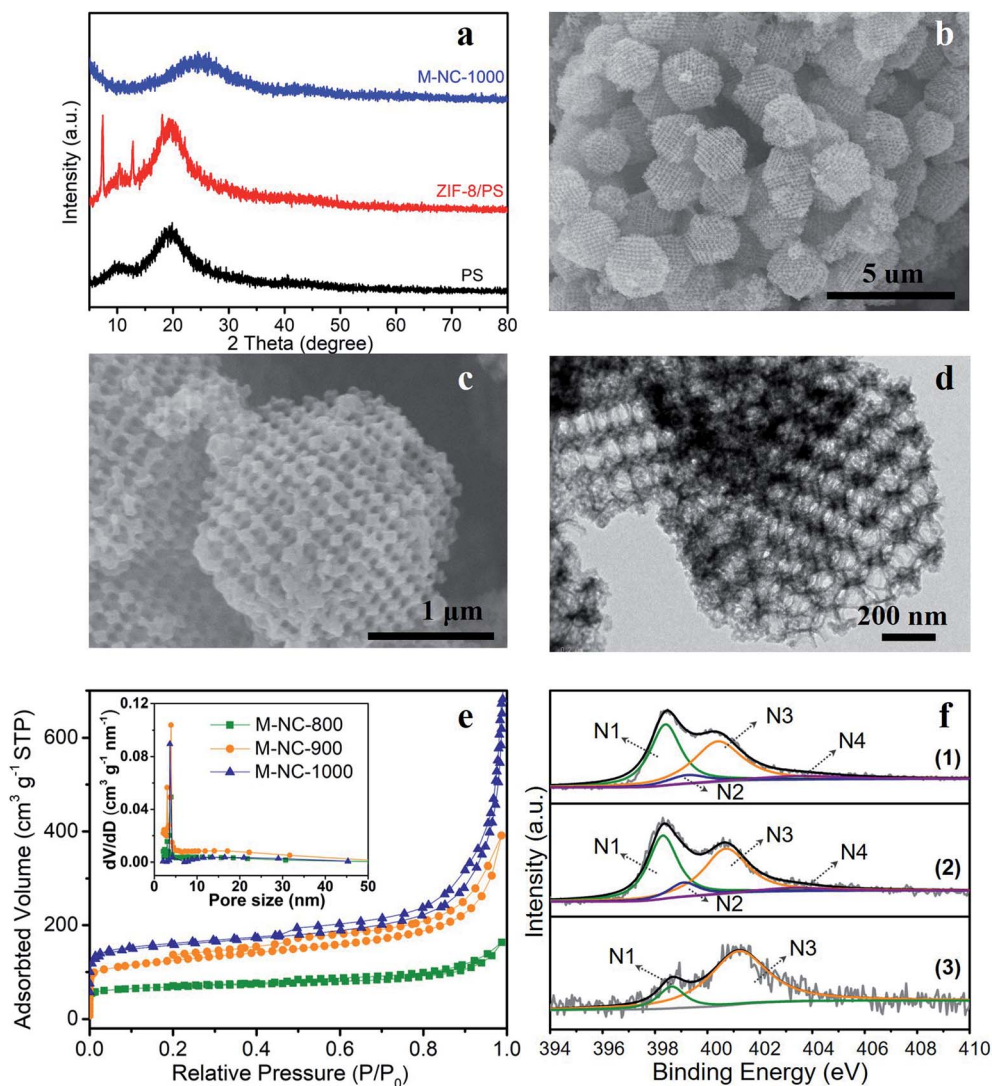 a
M-NC-1000
ZIF-8/PS
PS
Intensity (a.u.)
10 20 30 40 50 60 70 80
2 Theta (degree)
b
5 um
c
1 μm
d
200 nm
e
Adsorbted Volume (cm³ g⁻¹ STP)
600
400
200
0
0.0 0.2 0.4 0.6 0.8 1.0
Relative Pressure (P/P₀)
dV/dD (cm³ g⁻¹ nm⁻¹)
0.12
0.08
0.04
0.00
0 10 20 30 40 50
Pore size (nm)
M-NC-800
M-NC-900
M-NC-1000
f
Intensity (a.u.)
N1
N3
N4
N2
(1)
N1
N3
N4
N2
(2)
N1
N3
(3)
394 396 398 400 402 404 406 408 410
Binding Energy (eV)